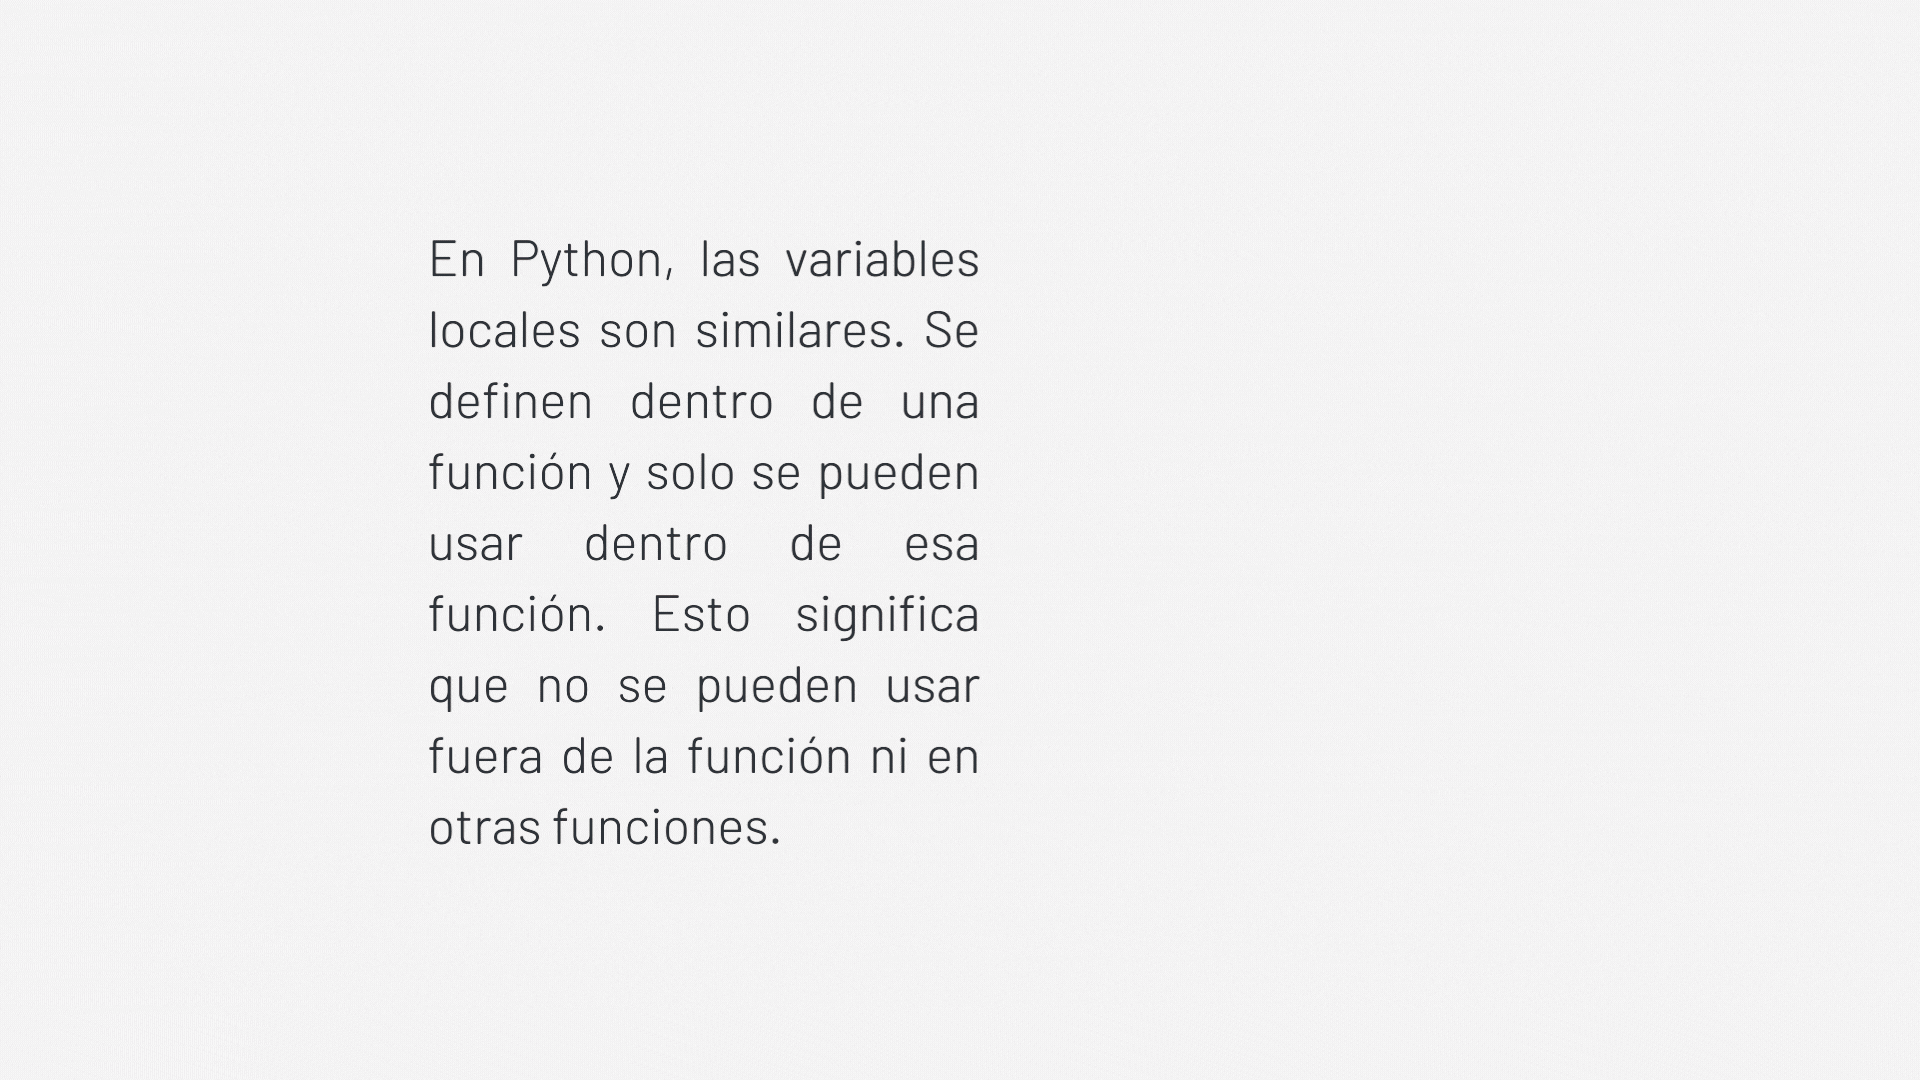 En Python, las variables
locales son similares. Se
definen dentro de una
función y solo se pueden
usar dentro de esa
función. Esto significa
que no se pueden usar
fuera de la función ni en
otras funciones.